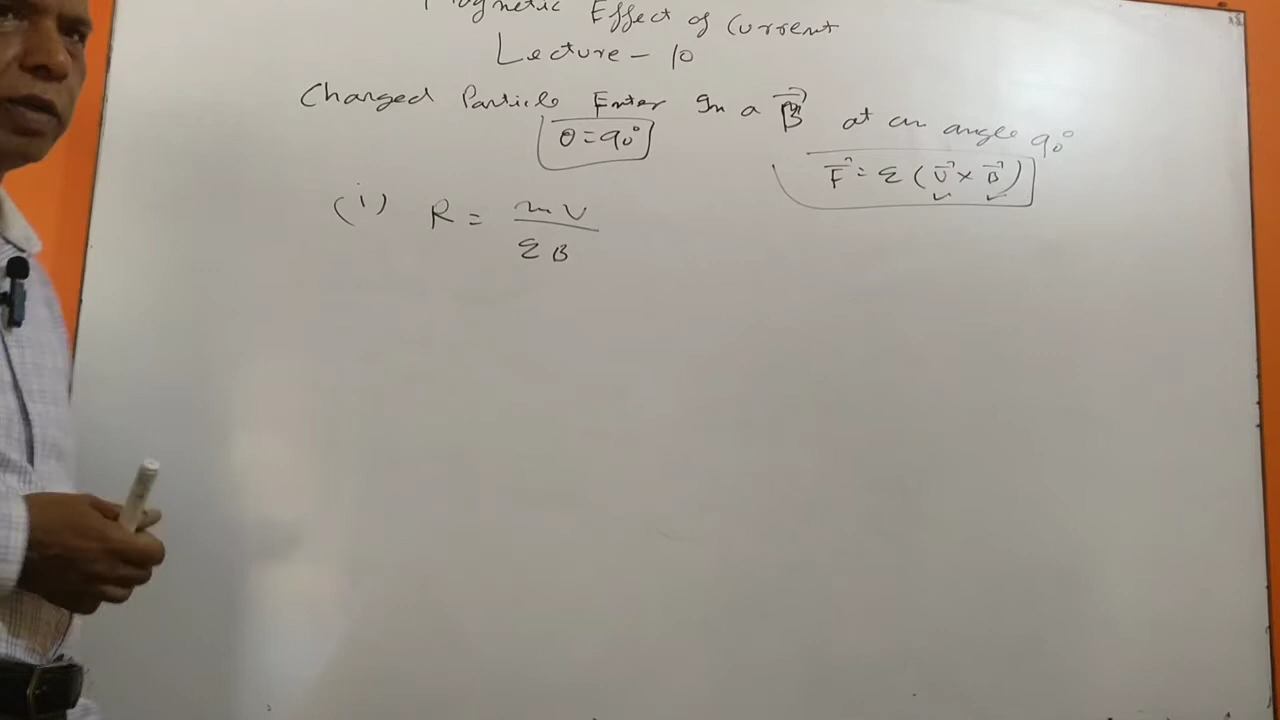 Magnetic Effect of Current
Lecture - 10
Charged Particle Enter In a B⃗ at an angle 90°
θ = 90°
F⃗ = q (v⃗ × B⃗)
(i) R = mv / qB